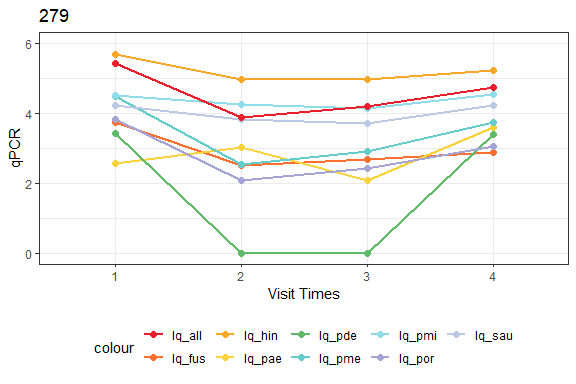 279
6
4
2
0
qPCR
1 2 3 4
Visit Times
colour
lq_all lq_hin lq_pde lq_pmi lq_sau
lq_fus lq_pae lq_pme lq_por